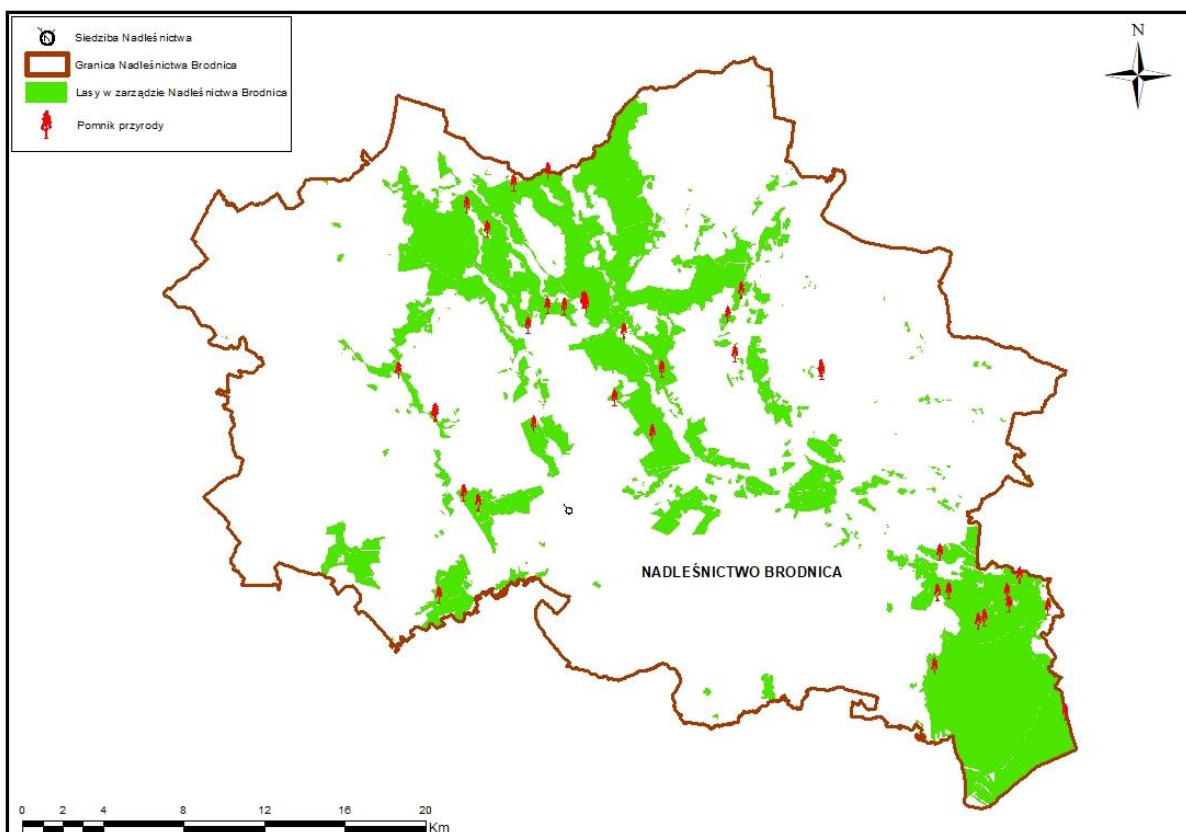 Siedziba Nadleśnictwa
Granica Nadleśnictwa Brodnica
Lasy w zarządzie Nadleśnictwa Brodnica
Pomnik przyrody
N
NADLEŚNICTWO BRODNICA
0 2 4 8 12 16 20
Km